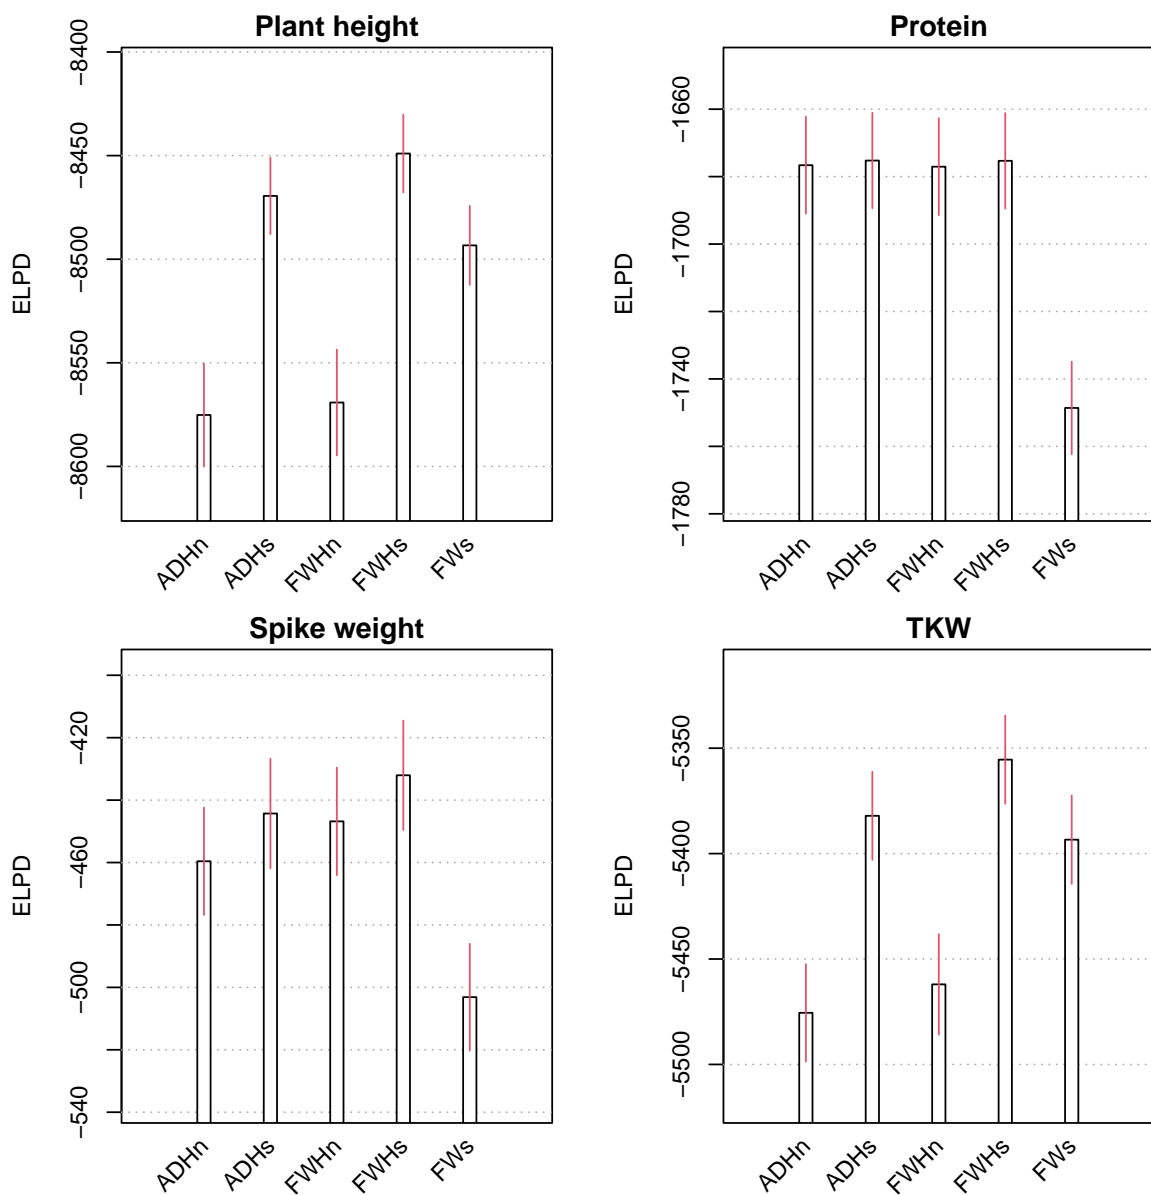 Plant height
ELPD
−8400
−8450
−8500
−8550
−8600
ADHn
ADHs
FWHn
FWHs
FWs
Protein
ELPD
−1660
−1700
−1740
−1780
ADHn
ADHs
FWHn
FWHs
FWs
Spike weight
ELPD
−420
−460
−500
−540
ADHn
ADHs
FWHn
FWHs
FWs
TKW
ELPD
−5350
−5400
−5450
−5500
ADHn
ADHs
FWHn
FWHs
FWs